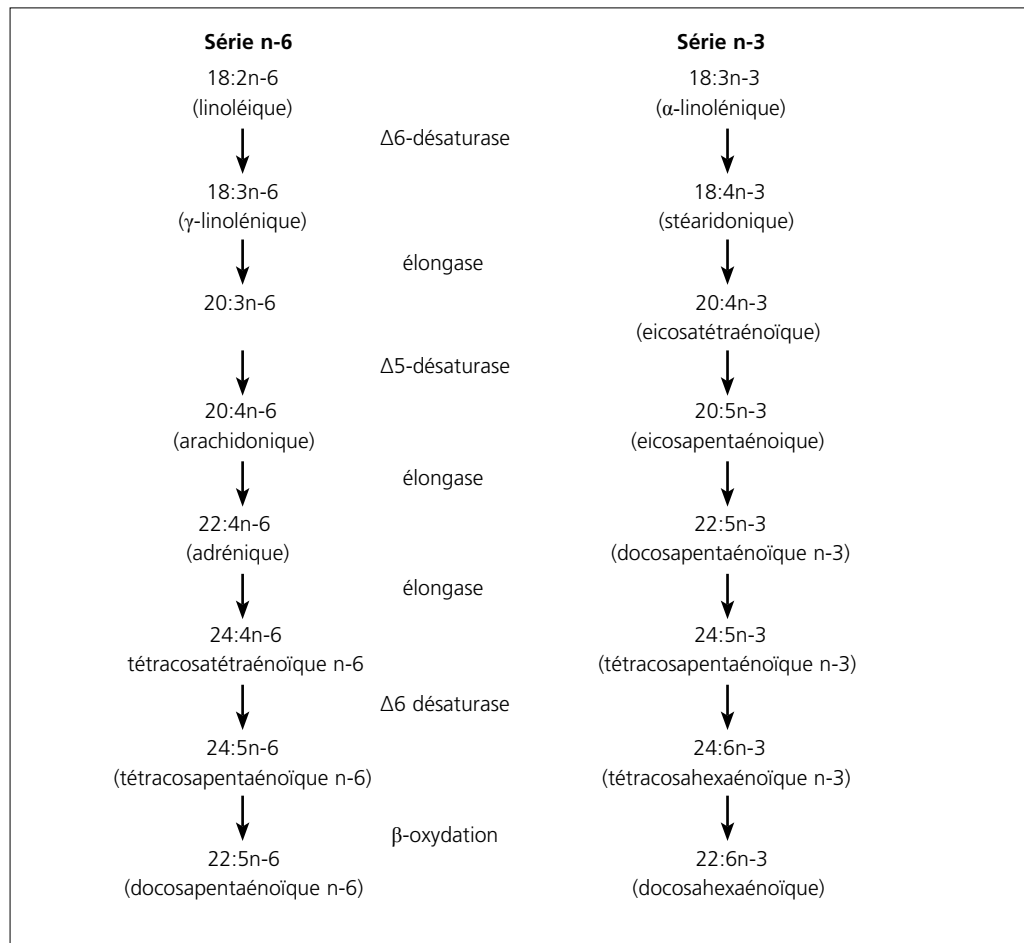 Série n-6
Série n-3
18:2n-6
18:3n-3
(linoléique)
(α-linolénique)
Δ6-désaturase
18:3n-6
18:4n-3
(γ-linolénique)
(stéaridonique)
élongase
20:3n-6
20:4n-3
(eicosatétraénoïque)
Δ5-désaturase
20:4n-6
20:5n-3
(arachidonique)
(eicosapentaénoique)
élongase
22:4n-6
22:5n-3
(adrénique)
(docosapentaénoïque n-3)
élongase
24:4n-6
24:5n-3
tétracosatétraénoïque n-6
(tétracosapentaénoïque n-3)
Δ6 désaturase
24:5n-6
24:6n-3
(tétracosapentaénoïque n-6)
(tétracosahexaénoïque n-3)
β-oxydation
22:5n-6
22:6n-3
(docosapentaénoïque n-6)
(docosahexaénoïque)